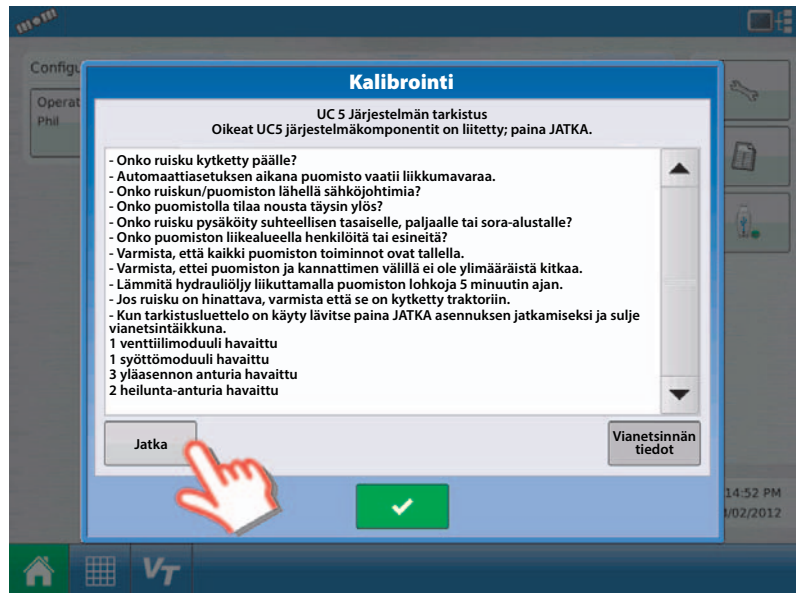 Configu
Operat
Phil
Kalibrointi
UC 5 Järjestelmän tarkistus
Oikeat UC5 järjestelmäkomponentit on liitetty; paina JATKA.
- Onko ruisku kytketty päälle?
- Automaattiasetuksen aikana puomisto vaatii liikkumavaraa.
- Onko ruiskun/puomiston lähellä sähköjohtimia?
- Onko puomistolla tilaa nousta täysin ylös?
- Onko ruisku pysäköity suhteellisen tasaiselle, paljaalle tai sora-alustalle?
- Onko puomiston liikealueella henkilöitä tai esineitä?
- Varmista, että kaikki puomiston toiminnot ovat tallella.
- Varmista, ettei puomiston ja kannattimen välillä ei ole ylimääräistä kitkaa.
- Lämmitä hydrauliöljy liikuttamalla puomiston lohkoja 5 minuutin ajan.
- Jos ruisku on hinattava, varmista että se on kytketty traktoriin.
- Kun tarkistusluettelo on käyty lävitse paina JATKA asennuksen jatkamiseksi ja sulje
vianetsintäikkuna.
1 venttiilimoduuli havaittu
1 syöttömoduuli havaittu
3 yläasennon anturia havaittu
2 heilunta-anturia havaittu
Jatka
Vianetsinnän
tiedot
14:52 PM
/02/2012
VT